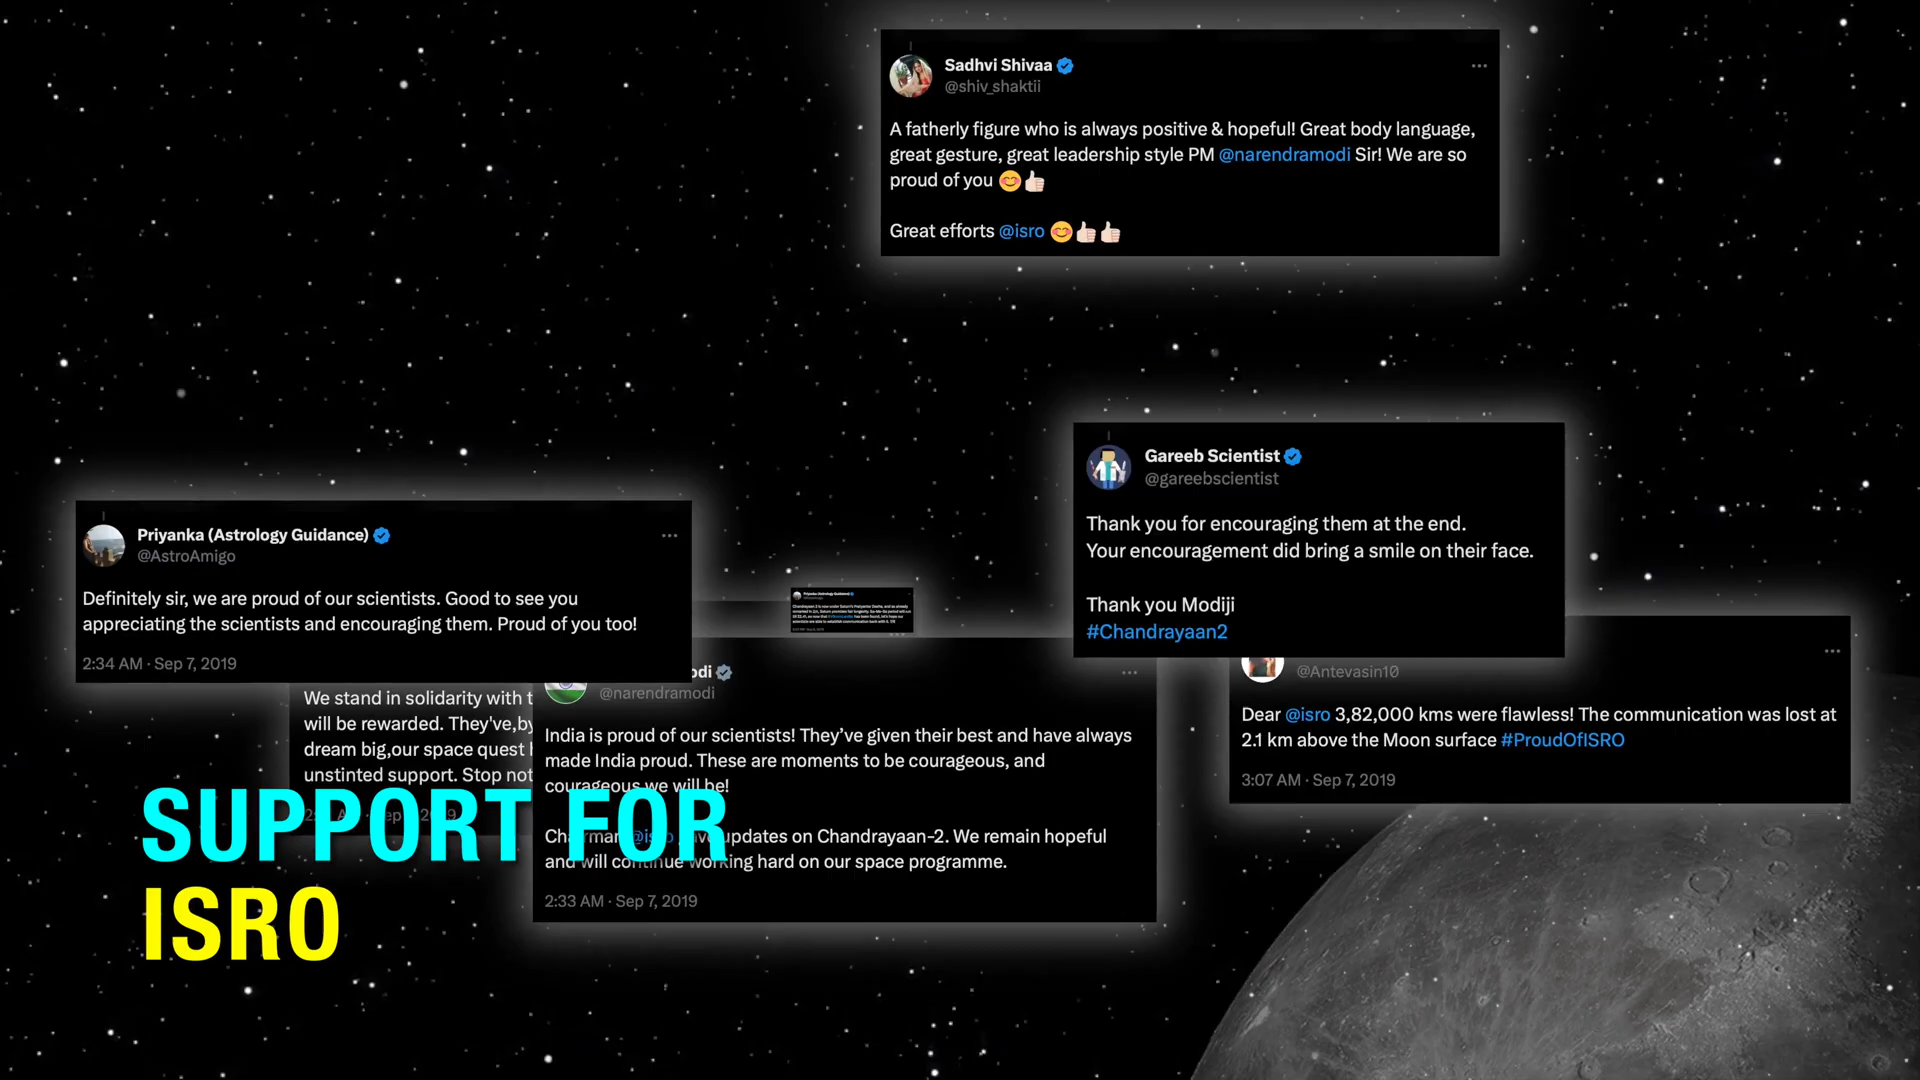 Sadhvi Shivaa
@shiv_shaktii
A fatherly figure who is always positive & hopeful! Great body language,
great gesture, great leadership style PM @narendramodi Sir! We are so
proud of you 😊👍🏻
Great efforts @isro 😊👍🏻👍🏻
Gareeb Scientist
@gareebscientist
Thank you for encouraging them at the end.
Your encouragement did bring a smile on their face.
Thank you Modiji
#Chandrayaan2
Priyanka (Astrology Guidance)
@AstroAmigo
Definitely sir, we are proud of our scientists. Good to see you
appreciating the scientists and encouraging them. Proud of you too!
2:34 AM · Sep 7, 2019
@Antevasin10
Dear @isro 3,82,000 kms were flawless! The communication was lost at
2.1 km above the Moon surface #ProudOfISRO
3:07 AM · Sep 7, 2019
We stand in solidarity with
will be rewarded. They've,by
dream big,our space quest
unstinted support. Stop
@narendramodi
India is proud of our scientists! They've given their best and have always
made India proud. These are moments to be courageous, and
courageous we will be!
updates on Chandrayaan-2. We remain hopeful
and will continue working hard on our space programme.
2:33 AM · Sep 7, 2019
SUPPORT FOR
ISRO